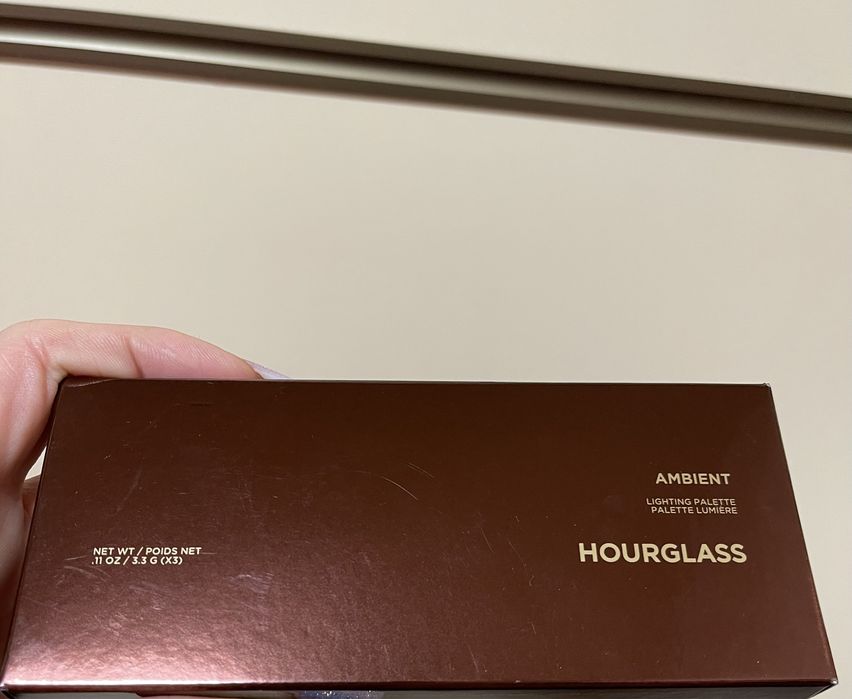 AMBIENT
LIGHTING PALETTE
PALETTE LUMIÈRE
HOURGLASS
NET WT / POIDS NET
.11 OZ / 3.3 G (X3)